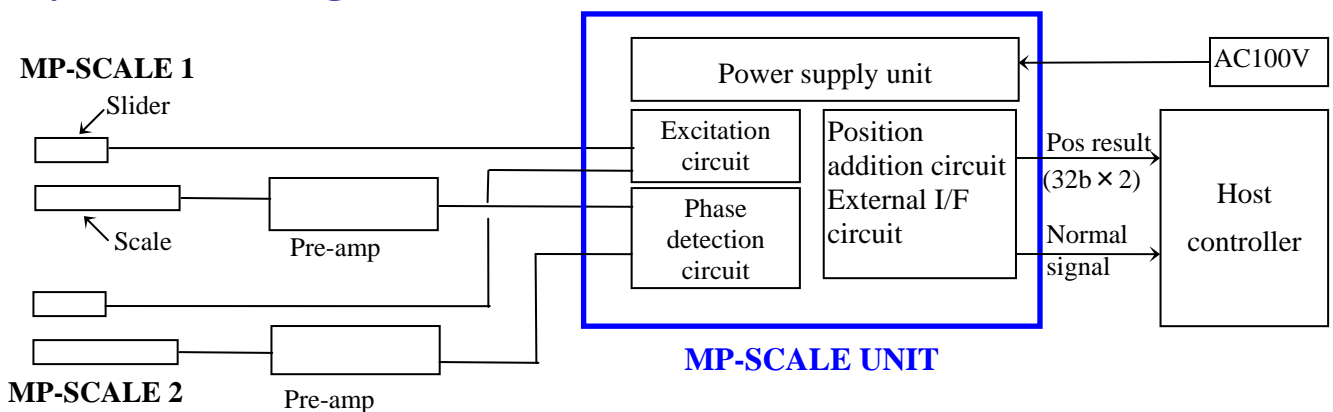 MP-SCALE 1
Slider
Scale
Pre-amp
MP-SCALE 2
Pre-amp
Power supply unit
Excitation
circuit
Phase
detection
circuit
Position
addition circuit
External I/F
circuit
MP-SCALE UNIT
AC100V
Pos result
(32b×2)
Normal
signal
Host
controller